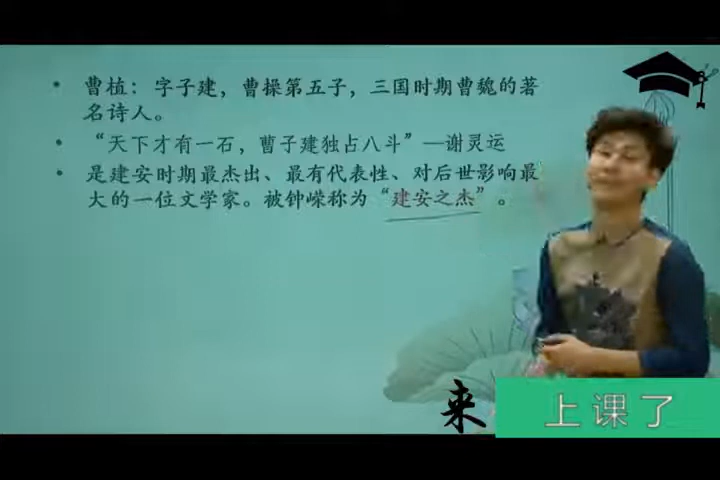 • 曹植：字子建，曹操第五子，三国时期曹魏的著
名诗人。
• “天下才有一石，曹子建独占八斗”—谢灵运
• 是建安时期最杰出、最有代表性、对后世影响最
大的一位文学家。被钟嵘称为“建安之杰”。
来 上课了